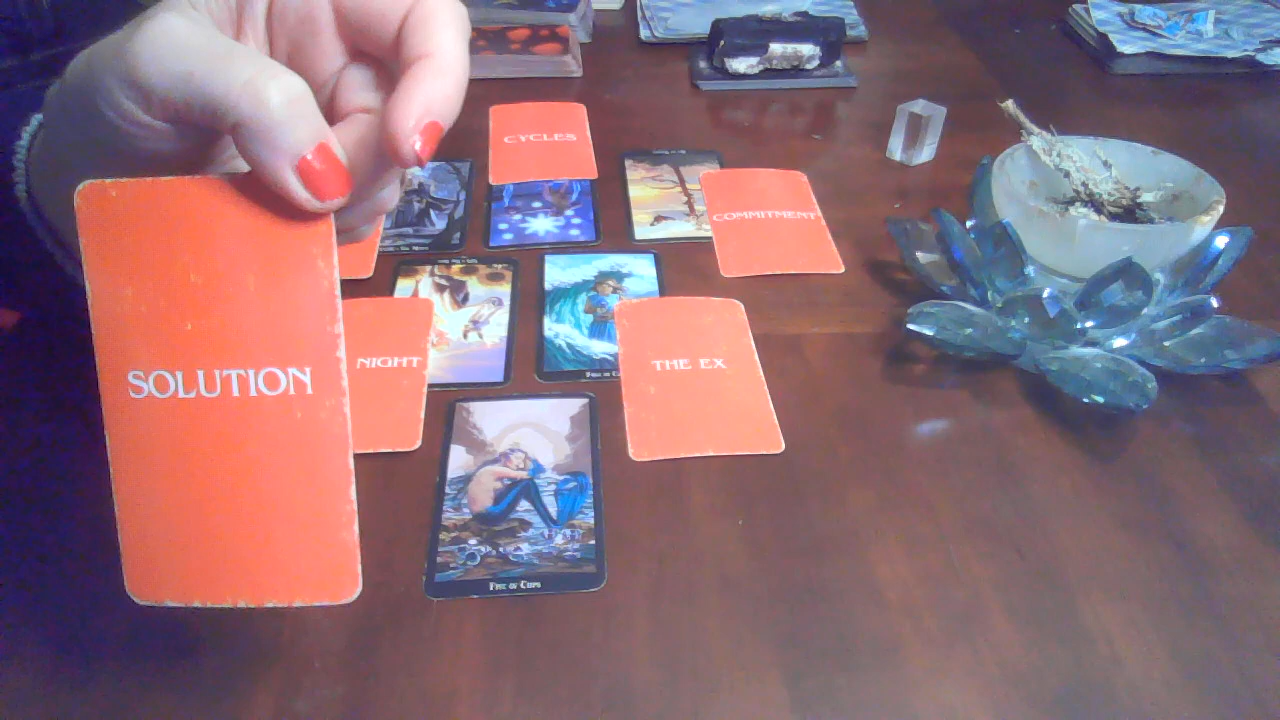 CYCLES
COMMITMENT
SOLUTION
NIGHT
THE EX
FIVE OF CUPS